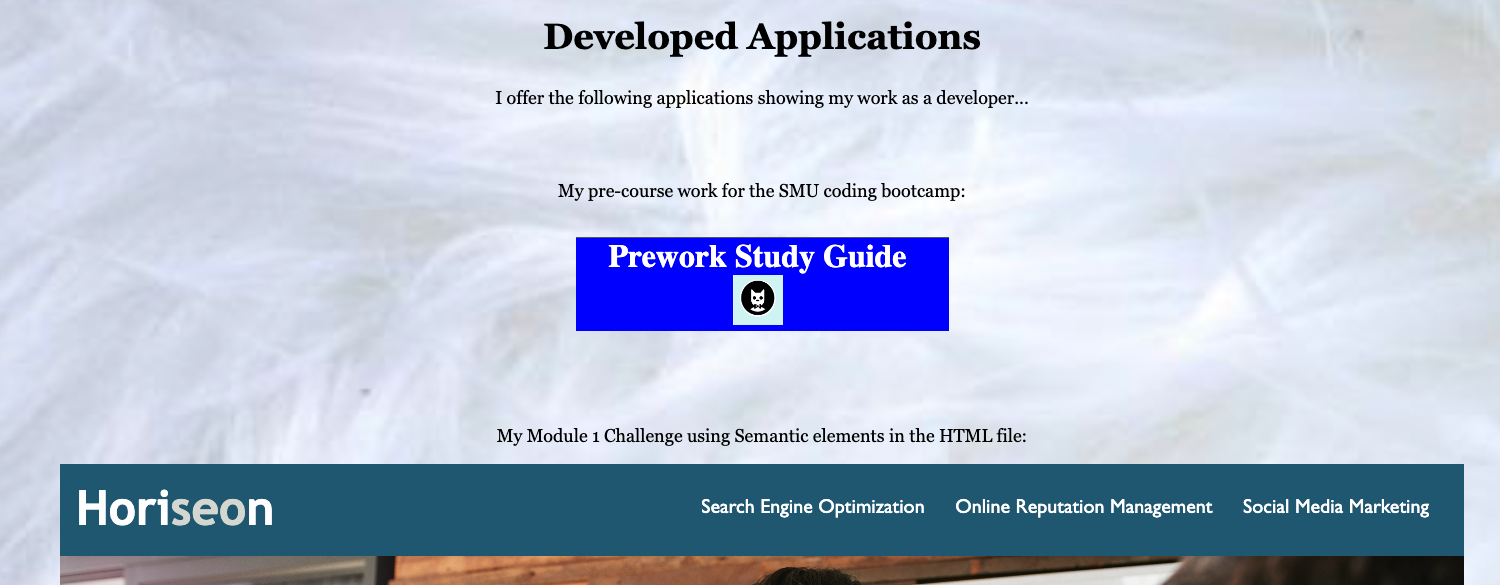 Developed Applications
I offer the following applications showing my work as a developer...
My pre-course work for the SMU coding bootcamp:
Prework Study Guide
My Module 1 Challenge using Semantic elements in the HTML file:
Horiseon Search Engine Optimization Online Reputation Management Social Media Marketing